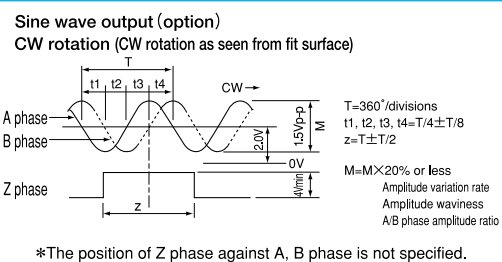 Sine wave output (option)
CW rotation (CW rotation as seen from fit surface)
T
t1 t2 t3 t4
CW
A phase
B phase
2.0V
1.5Vp-p
M
0V
Z phase
4Vmin
z
T=360°/divisions
t1, t2, t3, t4=T/4±T/8
z=T±T/2
M=M×20% or less
Amplitude variation rate
Amplitude waviness
A/B phase amplitude ratio
*The position of Z phase against A, B phase is not specified.